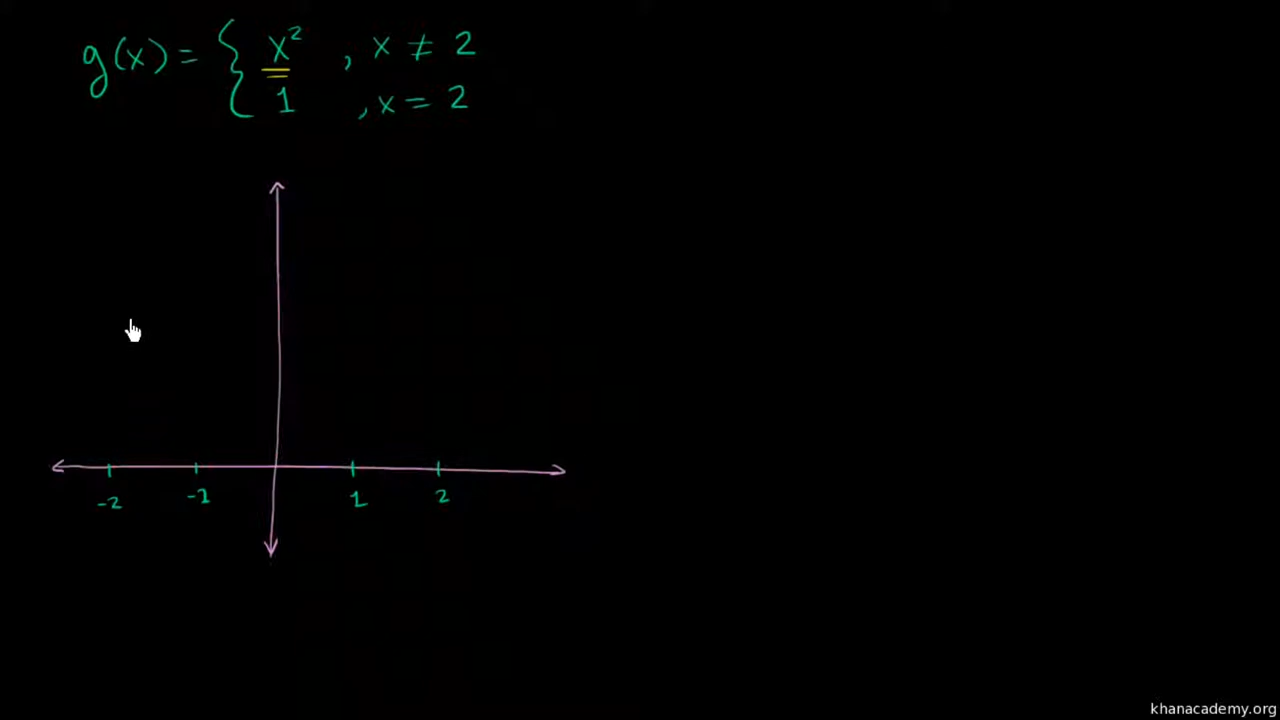 g(x) = { x² , x ≠ 2
1 , x = 2
-2 -1 1 2
khanacademy.org